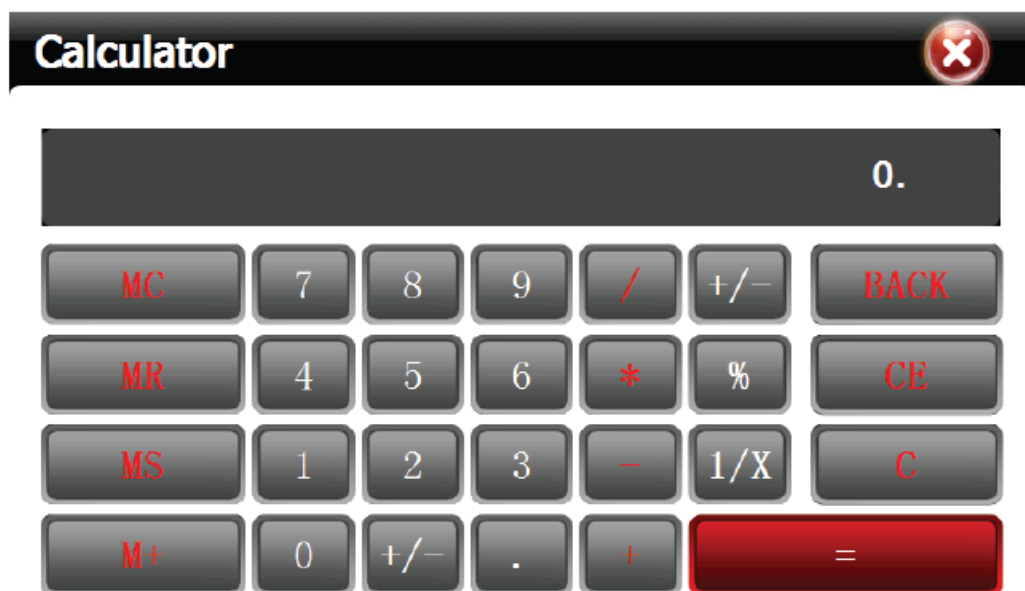 Calculator
0.
MC 7 8 9 / +/- BACK
MR 4 5 6 * % CE
MS 1 2 3 - 1/X C
M+ 0 +/- . + =